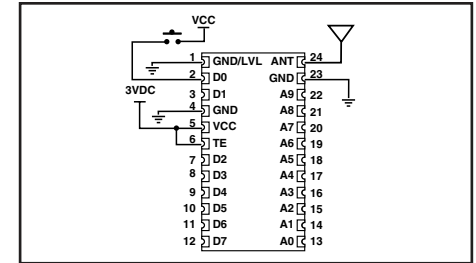 VCC
1 GND/LVL ANT 24
2 D0 GND 23
3VDC
3 D1 A9 22
4 GND A8 21
5 VCC A7 20
6 TE A6 19
7 D2 A5 18
8 D3 A4 17
9 D4 A3 16
10 D5 A2 15
11 D6 A1 14
12 D7 A0 13